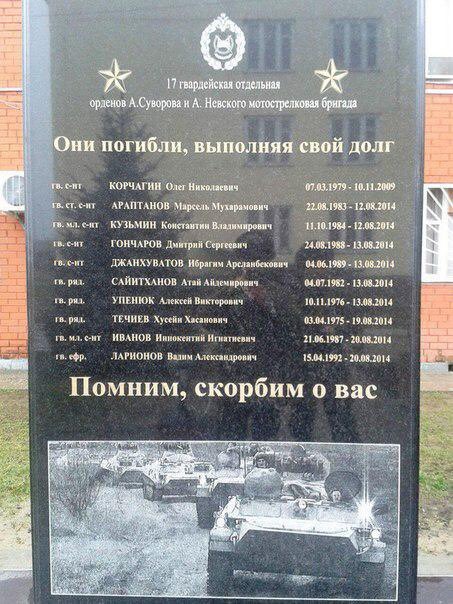 17 гвардейская отдельная
орденов А.Суворова и А. Невского мотострелковая бригада
Они погибли, выполняя свой долг
гв. с-нт КОРЧАГИН Олег Николаевич 07.03.1979 - 10.11.2009
гв. ст. с-нт АРАПТАНОВ Марсель Мухарамович 22.08.1983 - 12.08.2014
гв. мл. с-нт КУЗЬМИН Константин Владимирович 11.10.1984 - 12.08.2014
гв. с-нт ГОНЧАРОВ Дмитрий Сергеевич 24.08.1988 - 13.08.2014
гв. с-нт ДЖАНХУВАТОВ Ибрагим Арсланбекович 04.06.1989 - 13.08.2014
гв. ряд. САЙИТХАНОВ Атай Айдемирович 04.07.1982 - 13.08.2014
гв. ряд. УПЕНЮК Алексей Викторович 10.11.1976 - 13.08.2014
гв. ряд. ТЕЧИЕВ Хусейн Хасанович 03.04.1975 - 19.08.2014
гв. мл. с-нт ИВАНОВ Иннокентий Игнатиевич 21.06.1987 - 20.08.2014
гв. ефр. ЛАРИОНОВ Вадим Александрович 15.04.1992 - 20.08.2014
Помним, скорбим о вас